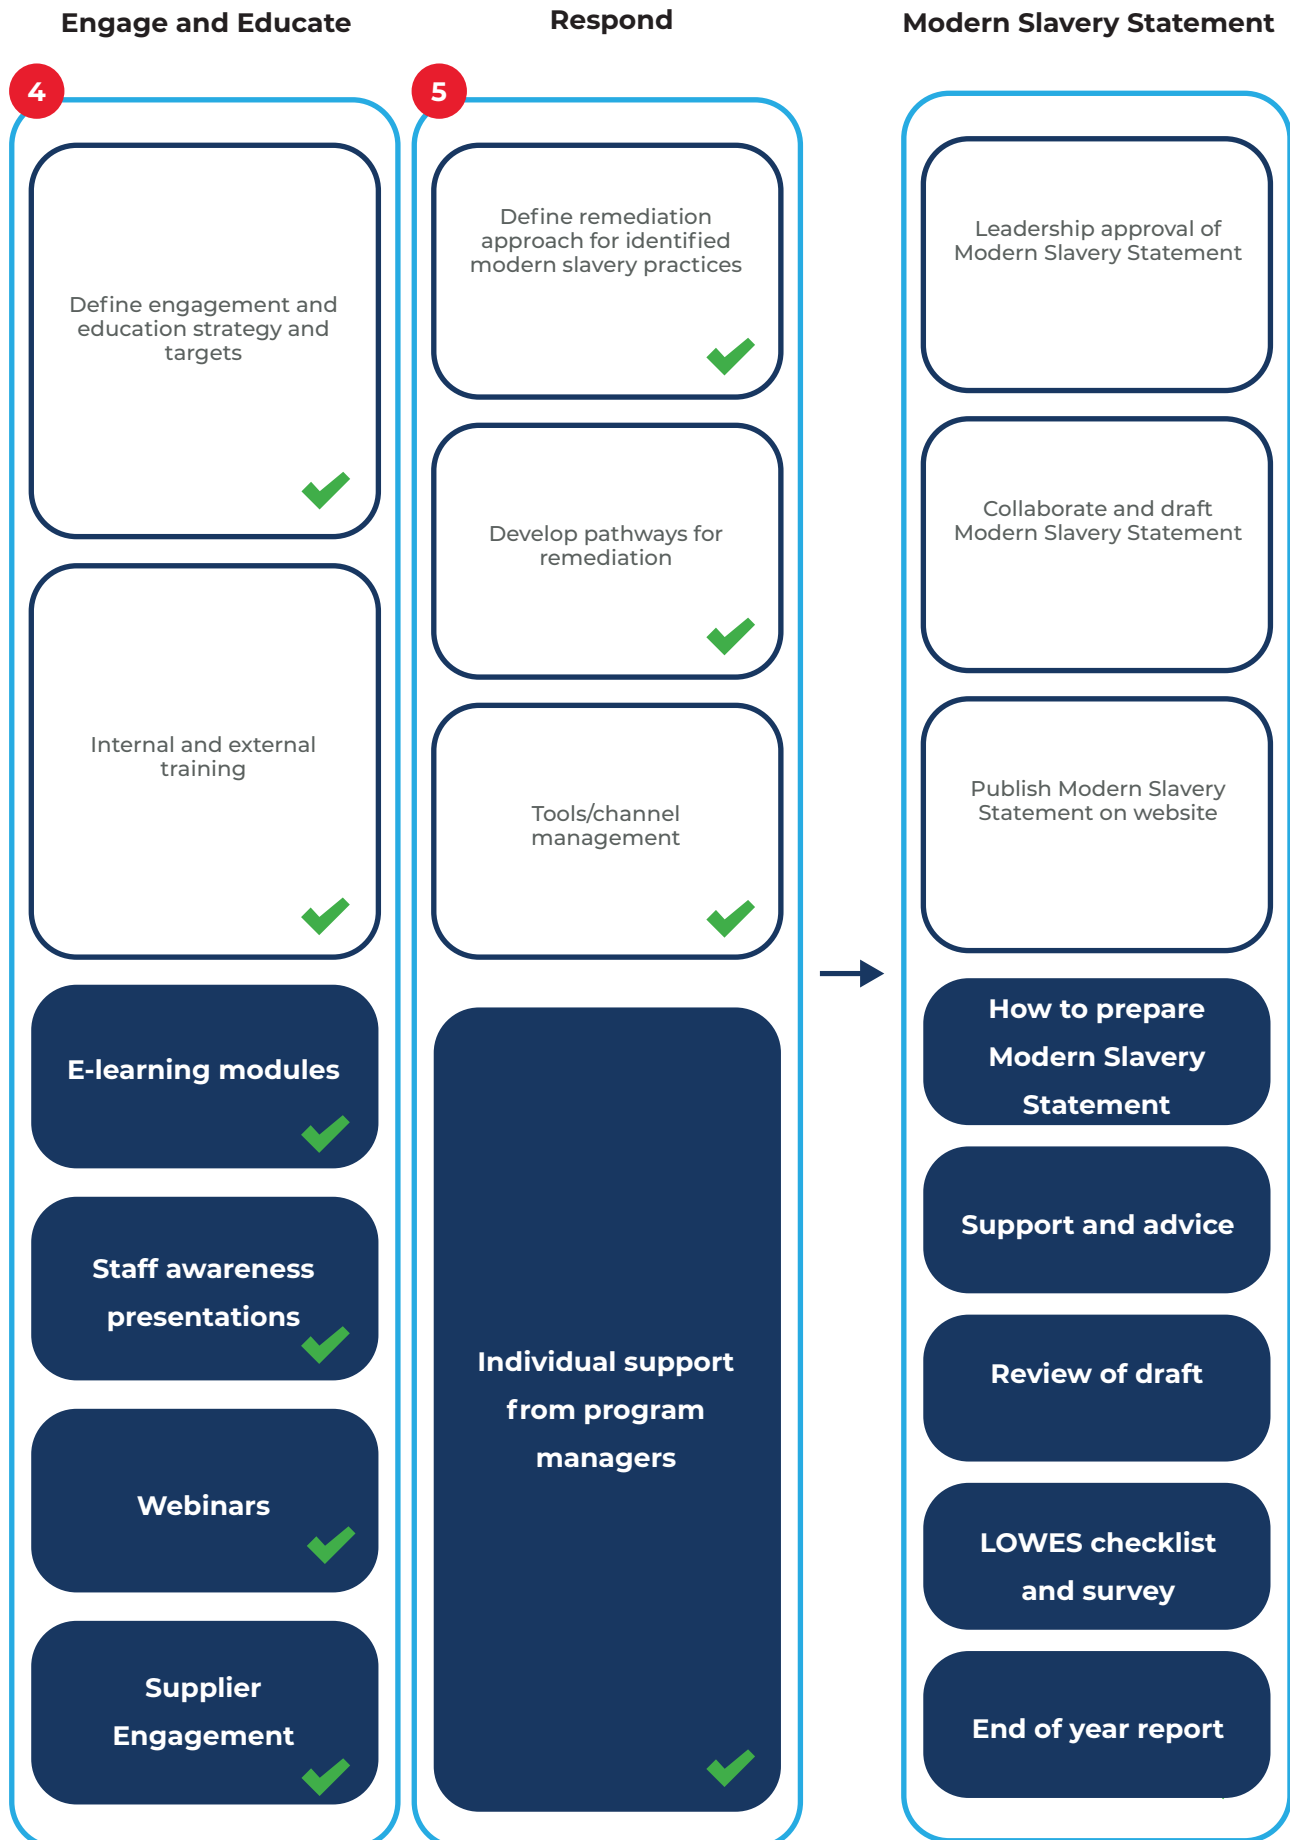 Engage and Educate
4
Define engagement and
education strategy and
targets
Internal and external
training
E-learning modules
Staff awareness
presentations
Webinars
Supplier
Engagement
Respond
5
Define remediation
approach for identified
modern slavery practices
Develop pathways for
remediation
Tools/channel
management
Individual support
from program
managers
Modern Slavery Statement
Leadership approval of
Modern Slavery Statement
Collaborate and draft
Modern Slavery Statement
Publish Modern Slavery
Statement on website
How to prepare
Modern Slavery
Statement
Support and advice
Review of draft
LOWES checklist
and survey
End of year report